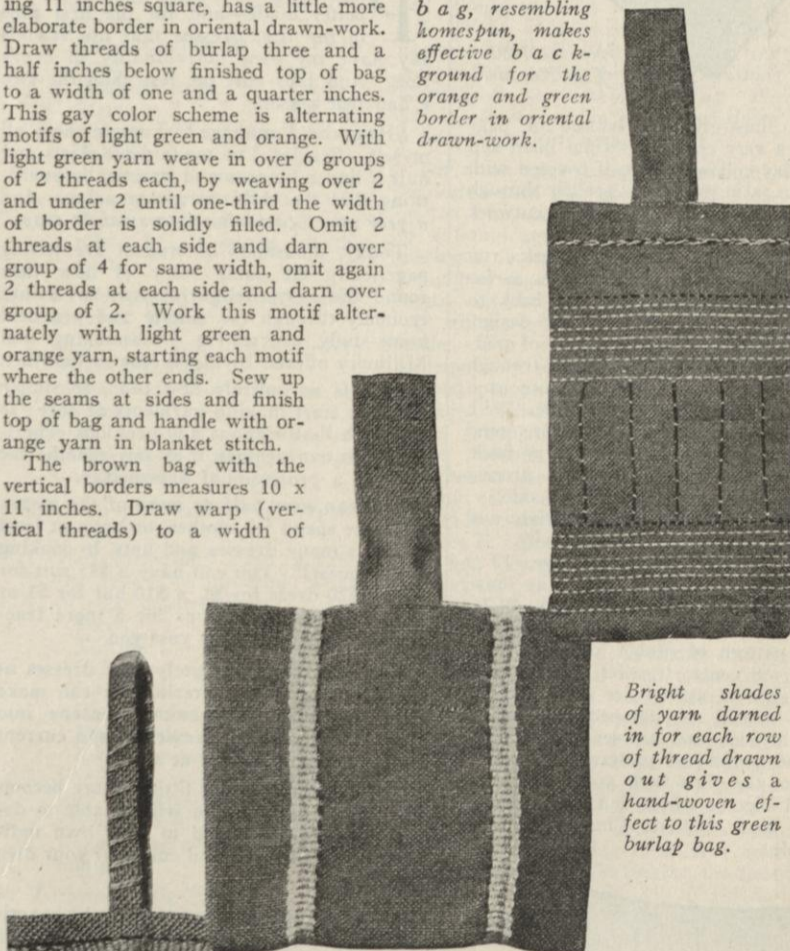 ing 11 inches square, has a little more
elaborate border in oriental drawn-work.
Draw threads of burlap three and a
half inches below finished top of bag
to a width of one and a quarter inches.
This gay color scheme is alternating
motifs of light green and orange. With
light green yarn weave in over 6 groups
of 2 threads each, by weaving over 2
and under 2 until one-third the width
of border is solidly filled. Omit 2
threads at each side and darn over
group of 4 for same width, omit again
2 threads at each side and darn over
group of 2. Work this motif alter-
nately with light green and
orange yarn, starting each motif
where the other ends. Sew up
the seams at sides and finish
top of bag and handle with or-
ange yarn in blanket stitch.
The brown bag with the
vertical borders measures 10 x
11 inches. Draw warp (ver-
tical threads) to a width of
bag, resembling
homespun, makes
effective back-
ground for the
orange and green
border in oriental
drawn-work.
Bright shades
of yarn darned
in for each row
of thread drawn
out gives a
hand-woven ef-
fect to this green
burlap bag.